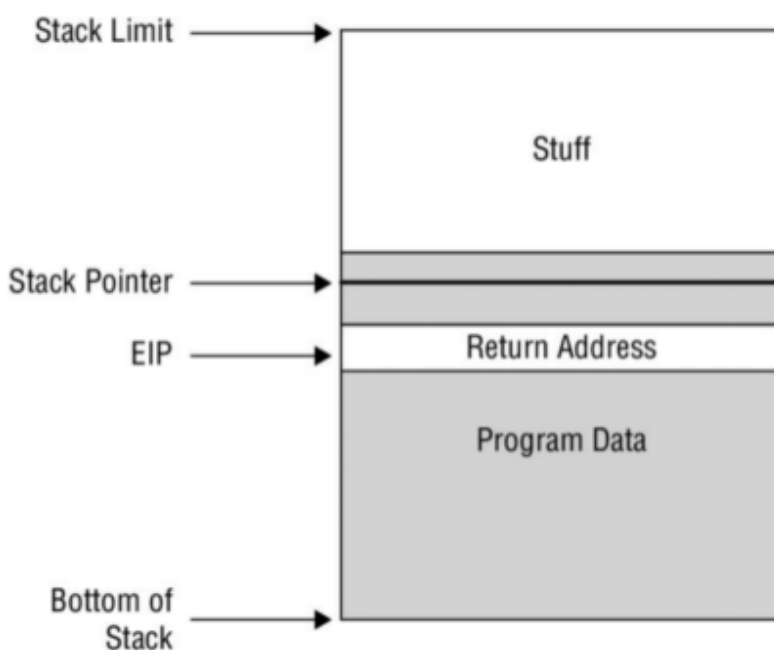 Stack Limit
Stuff
Stack Pointer
EIP
Return Address
Program Data
Bottom of
Stack